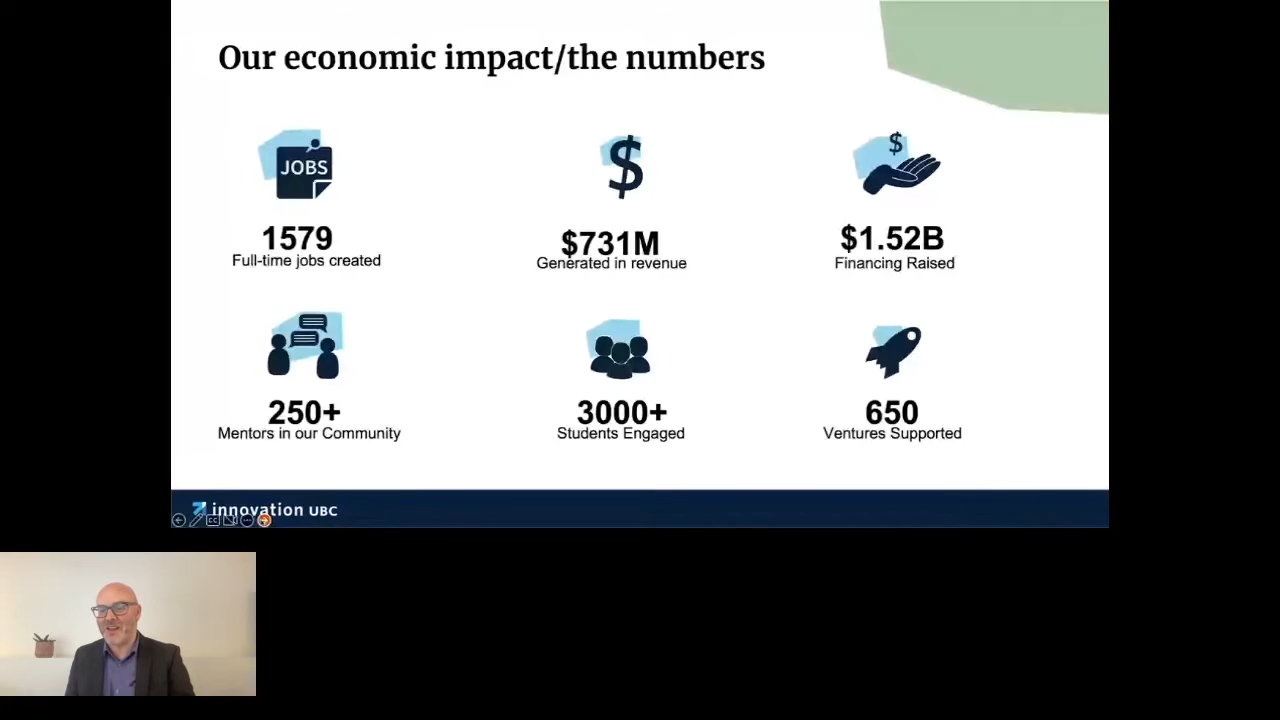 Our economic impact/the numbers
JOBS
$
$
1579
Full-time jobs created
$731M
Generated in revenue
$1.52B
Financing Raised
250+
Mentors in our Community
3000+
Students Engaged
650
Ventures Supported
innovation UBC
CC